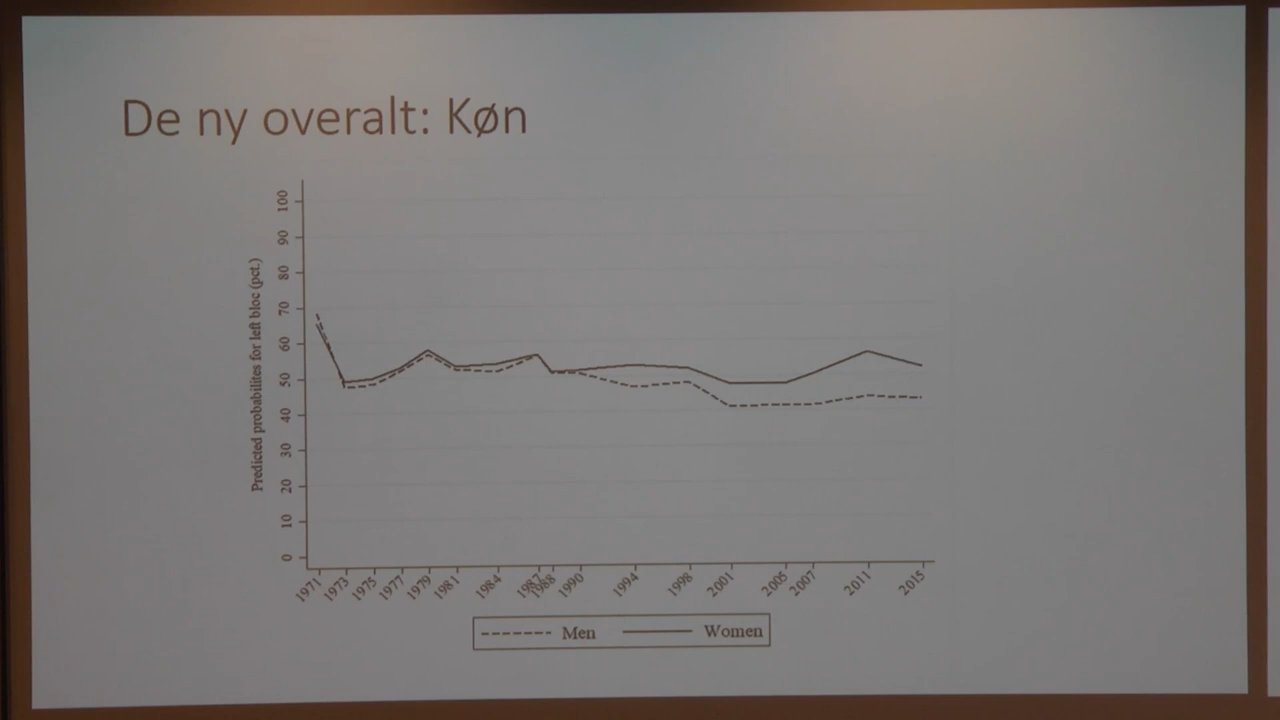 De ny overalt: Køn
Predicted probabilites for left bloc (pct.)
100
90
80
70
60
50
40
30
20
10
0
1971 1973 1975 1977 1979 1981 1984 1987 1988 1990 1994 1998 2001 2005 2007 2011 2015
Men Women